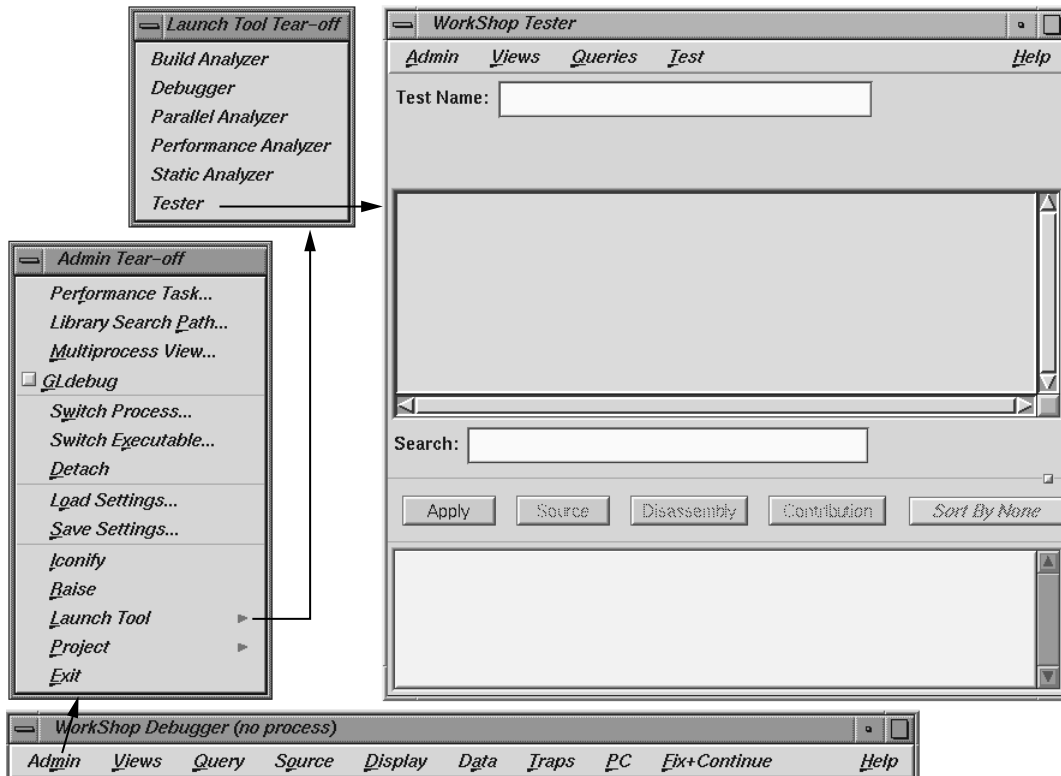 Launch Tool Tear-off
Build Analyzer
Debugger
Parallel Analyzer
Performance Analyzer
Static Analyzer
Tester
WorkShop Tester
Admin Views Queries Test Help
Test Name:
Search:
Apply Source Disassembly Contribution Sort By None
Admin Tear-off
Performance Task...
Library Search Path...
Multiprocess View...
GLdebug
Switch Process...
Switch Executable...
Detach
Load Settings...
Save Settings...
Iconify
Raise
Launch Tool
Project
Exit
WorkShop Debugger (no process)
Admin Views Query Source Display Data Traps PC Fix+Continue Help